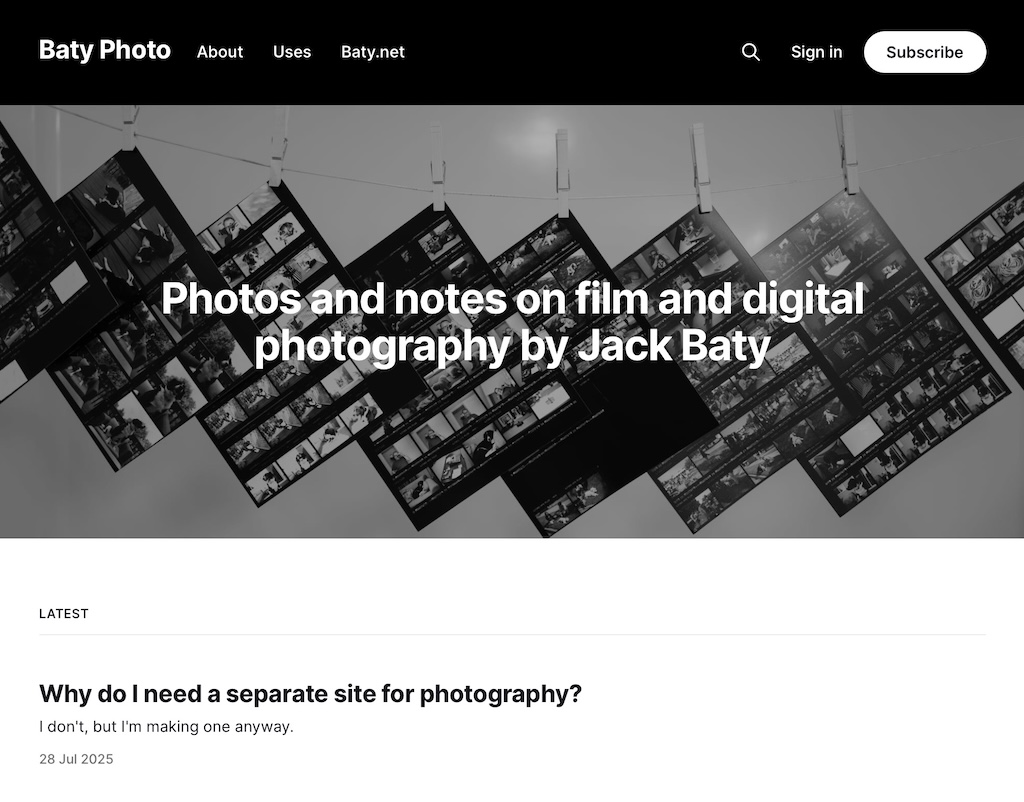 Baty Photo About Uses Baty.net Sign in Subscribe
Photos and notes on film and digital
photography by Jack Baty
LATEST
Why do I need a separate site for photography?
I don't, but I'm making one anyway.
28 Jul 2025